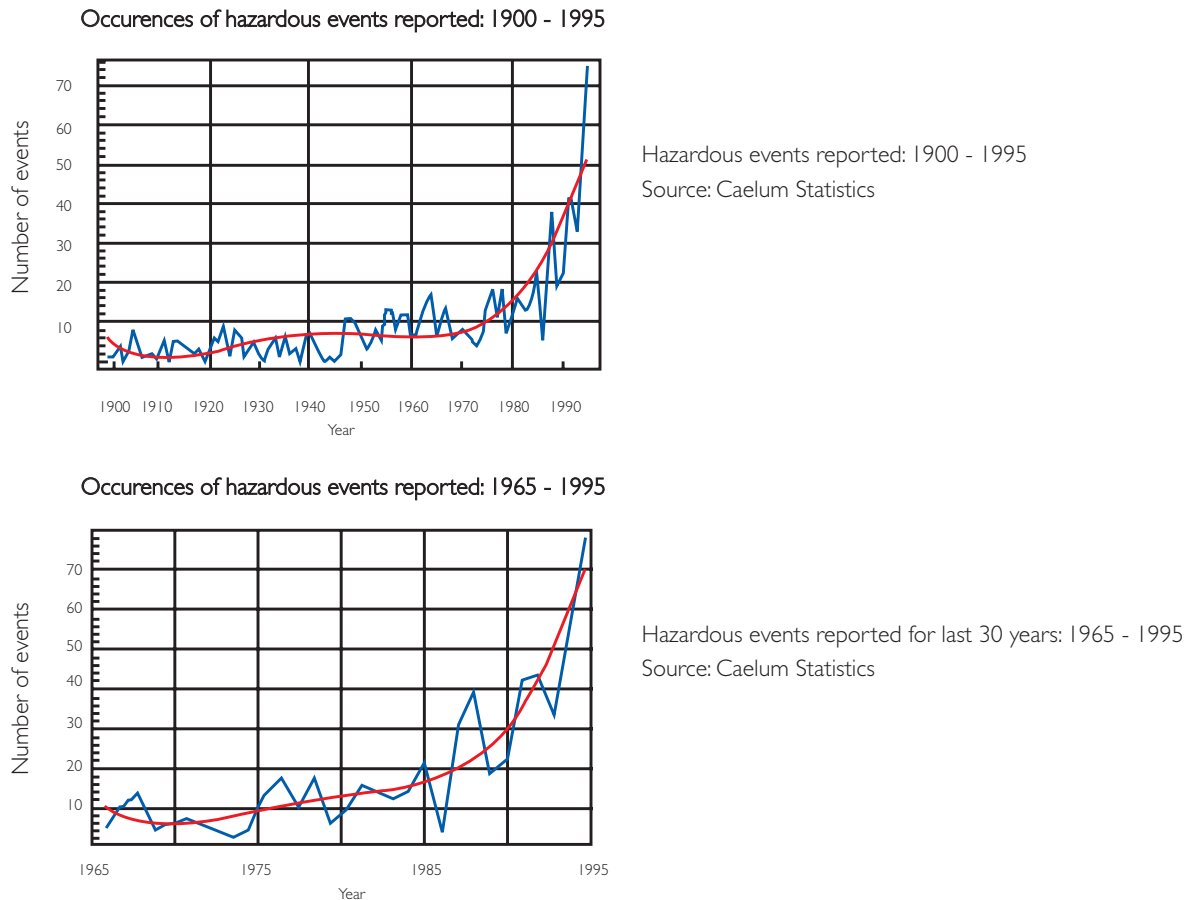 Occurences of hazardous events reported: 1900 - 1995
Number of events
70
60
50
40
30
20
10
1900 1910 1920 1930 1940 1950 1960 1970 1980 1990
Year
Hazardous events reported: 1900 - 1995
Source: Caelum Statistics
Occurences of hazardous events reported: 1965 - 1995
Number of events
70
60
50
40
30
20
10
1965 1975 1985 1995
Year
Hazardous events reported for last 30 years: 1965 - 1995
Source: Caelum Statistics